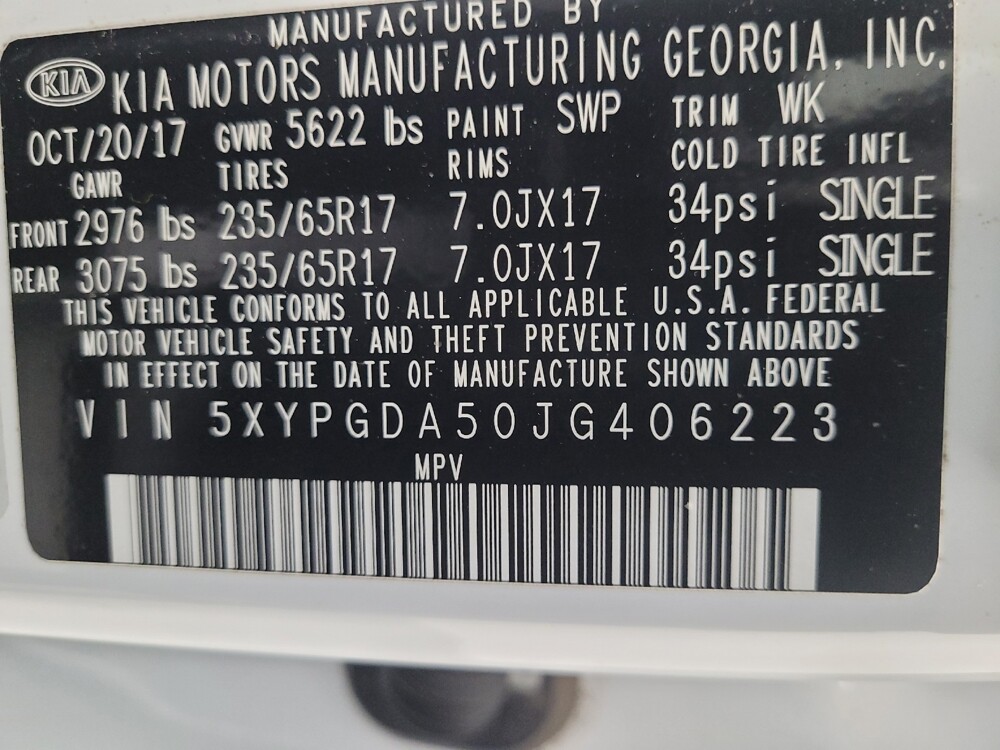 MANUFACTURED BY
KIA KIA MOTORS MANUFACTURING GEORGIA, INC.
OCT/20/17 GVWR 5622 lbs PAINT SWP TRIM WK
GAWR TIRES RIMS COLD TIRE INFL
FRONT 2976 lbs 235/65R17 7.0JX17 34psi SINGLE
REAR 3075 lbs 235/65R17 7.0JX17 34psi SINGLE
THIS VEHICLE CONFORMS TO ALL APPLICABLE U.S.A. FEDERAL
MOTOR VEHICLE SAFETY AND THEFT PREVENTION STANDARDS
IN EFFECT ON THE DATE OF MANUFACTURE SHOWN ABOVE
VIN 5XYPGDA50JG406223
MPV